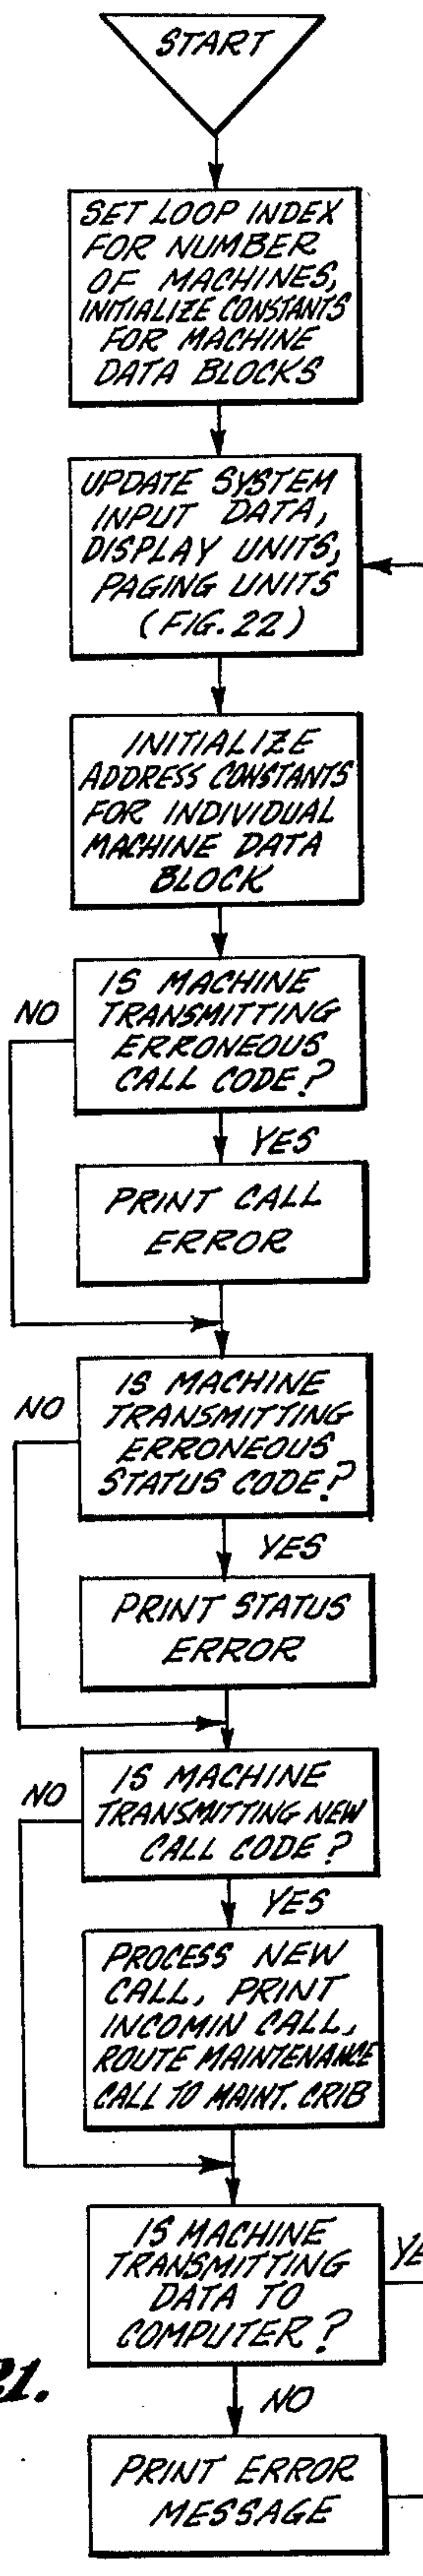 START
SET LOOP INDEX
FOR NUMBER
OF MACHINES,
INITIALIZE CONSTANTS
FOR MACHINE
DATA BLOCKS
UPDATE SYSTEM
INPUT DATA,
DISPLAY UNITS,
PAGING UNITS
(FIG. 22)
INITIALIZE
ADDRESS CONSTANTS
FOR INDIVIDUAL
MACHINE DATA
BLOCK
IS MACHINE
TRANSMITTING
ERRONEOUS
CALL CODE?
NO
YES
PRINT CALL
ERROR
IS MACHINE
TRANSMITTING
ERRONEOUS
STATUS CODE?
NO
YES
PRINT STATUS
ERROR
IS MACHINE
TRANSMITTING NEW
CALL CODE?
NO
YES
PROCESS NEW
CALL, PRINT
INCOMIN CALL,
ROUTE MAINTENANCE
CALL TO MAINT. CRIB
IS MACHINE
TRANSMITTING
DATA TO
COMPUTER?
YE
21.
NO
PRINT ERROR
MESSAGE